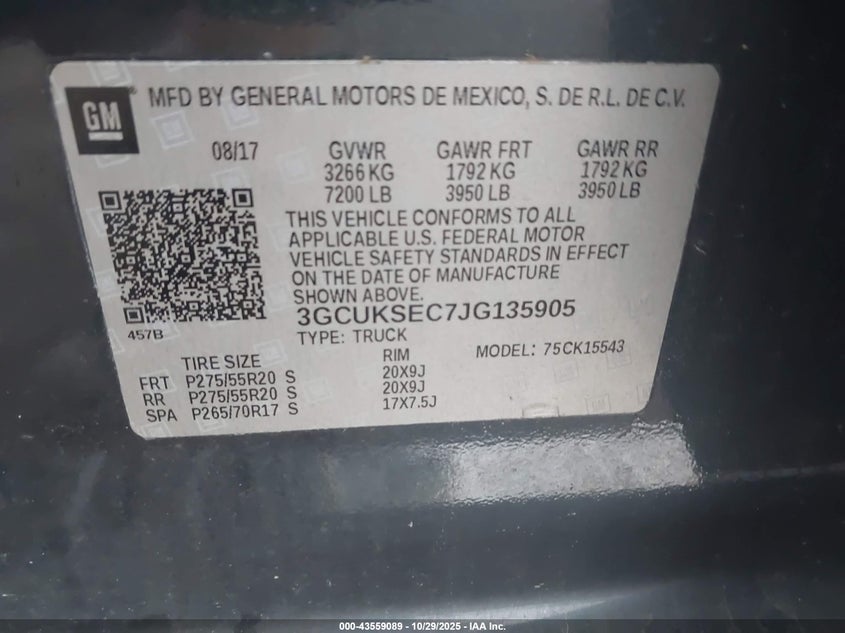 GM
MFD BY GENERAL MOTORS DE MEXICO, S. DE R.L. DE C.V.
08/17 GVWR GAWR FRT GAWR RR
3266 KG 1792 KG 1792 KG
7200 LB 3950 LB 3950 LB
THIS VEHICLE CONFORMS TO ALL
APPLICABLE U.S. FEDERAL MOTOR
VEHICLE SAFETY STANDARDS IN EFFECT
ON THE DATE OF MANUFACTURE
SHOWN ABOVE.
3GCUKSEC7JG135905
457B
TYPE: TRUCK
MODEL: 75CK15543
TIRE SIZE RIM
FRT P275/55R20 S 20X9J
RR P275/55R20 S 20X9J
SPA P265/70R17 S 17X7.5J
000-43559089 - 10/29/2025 - IAA Inc.